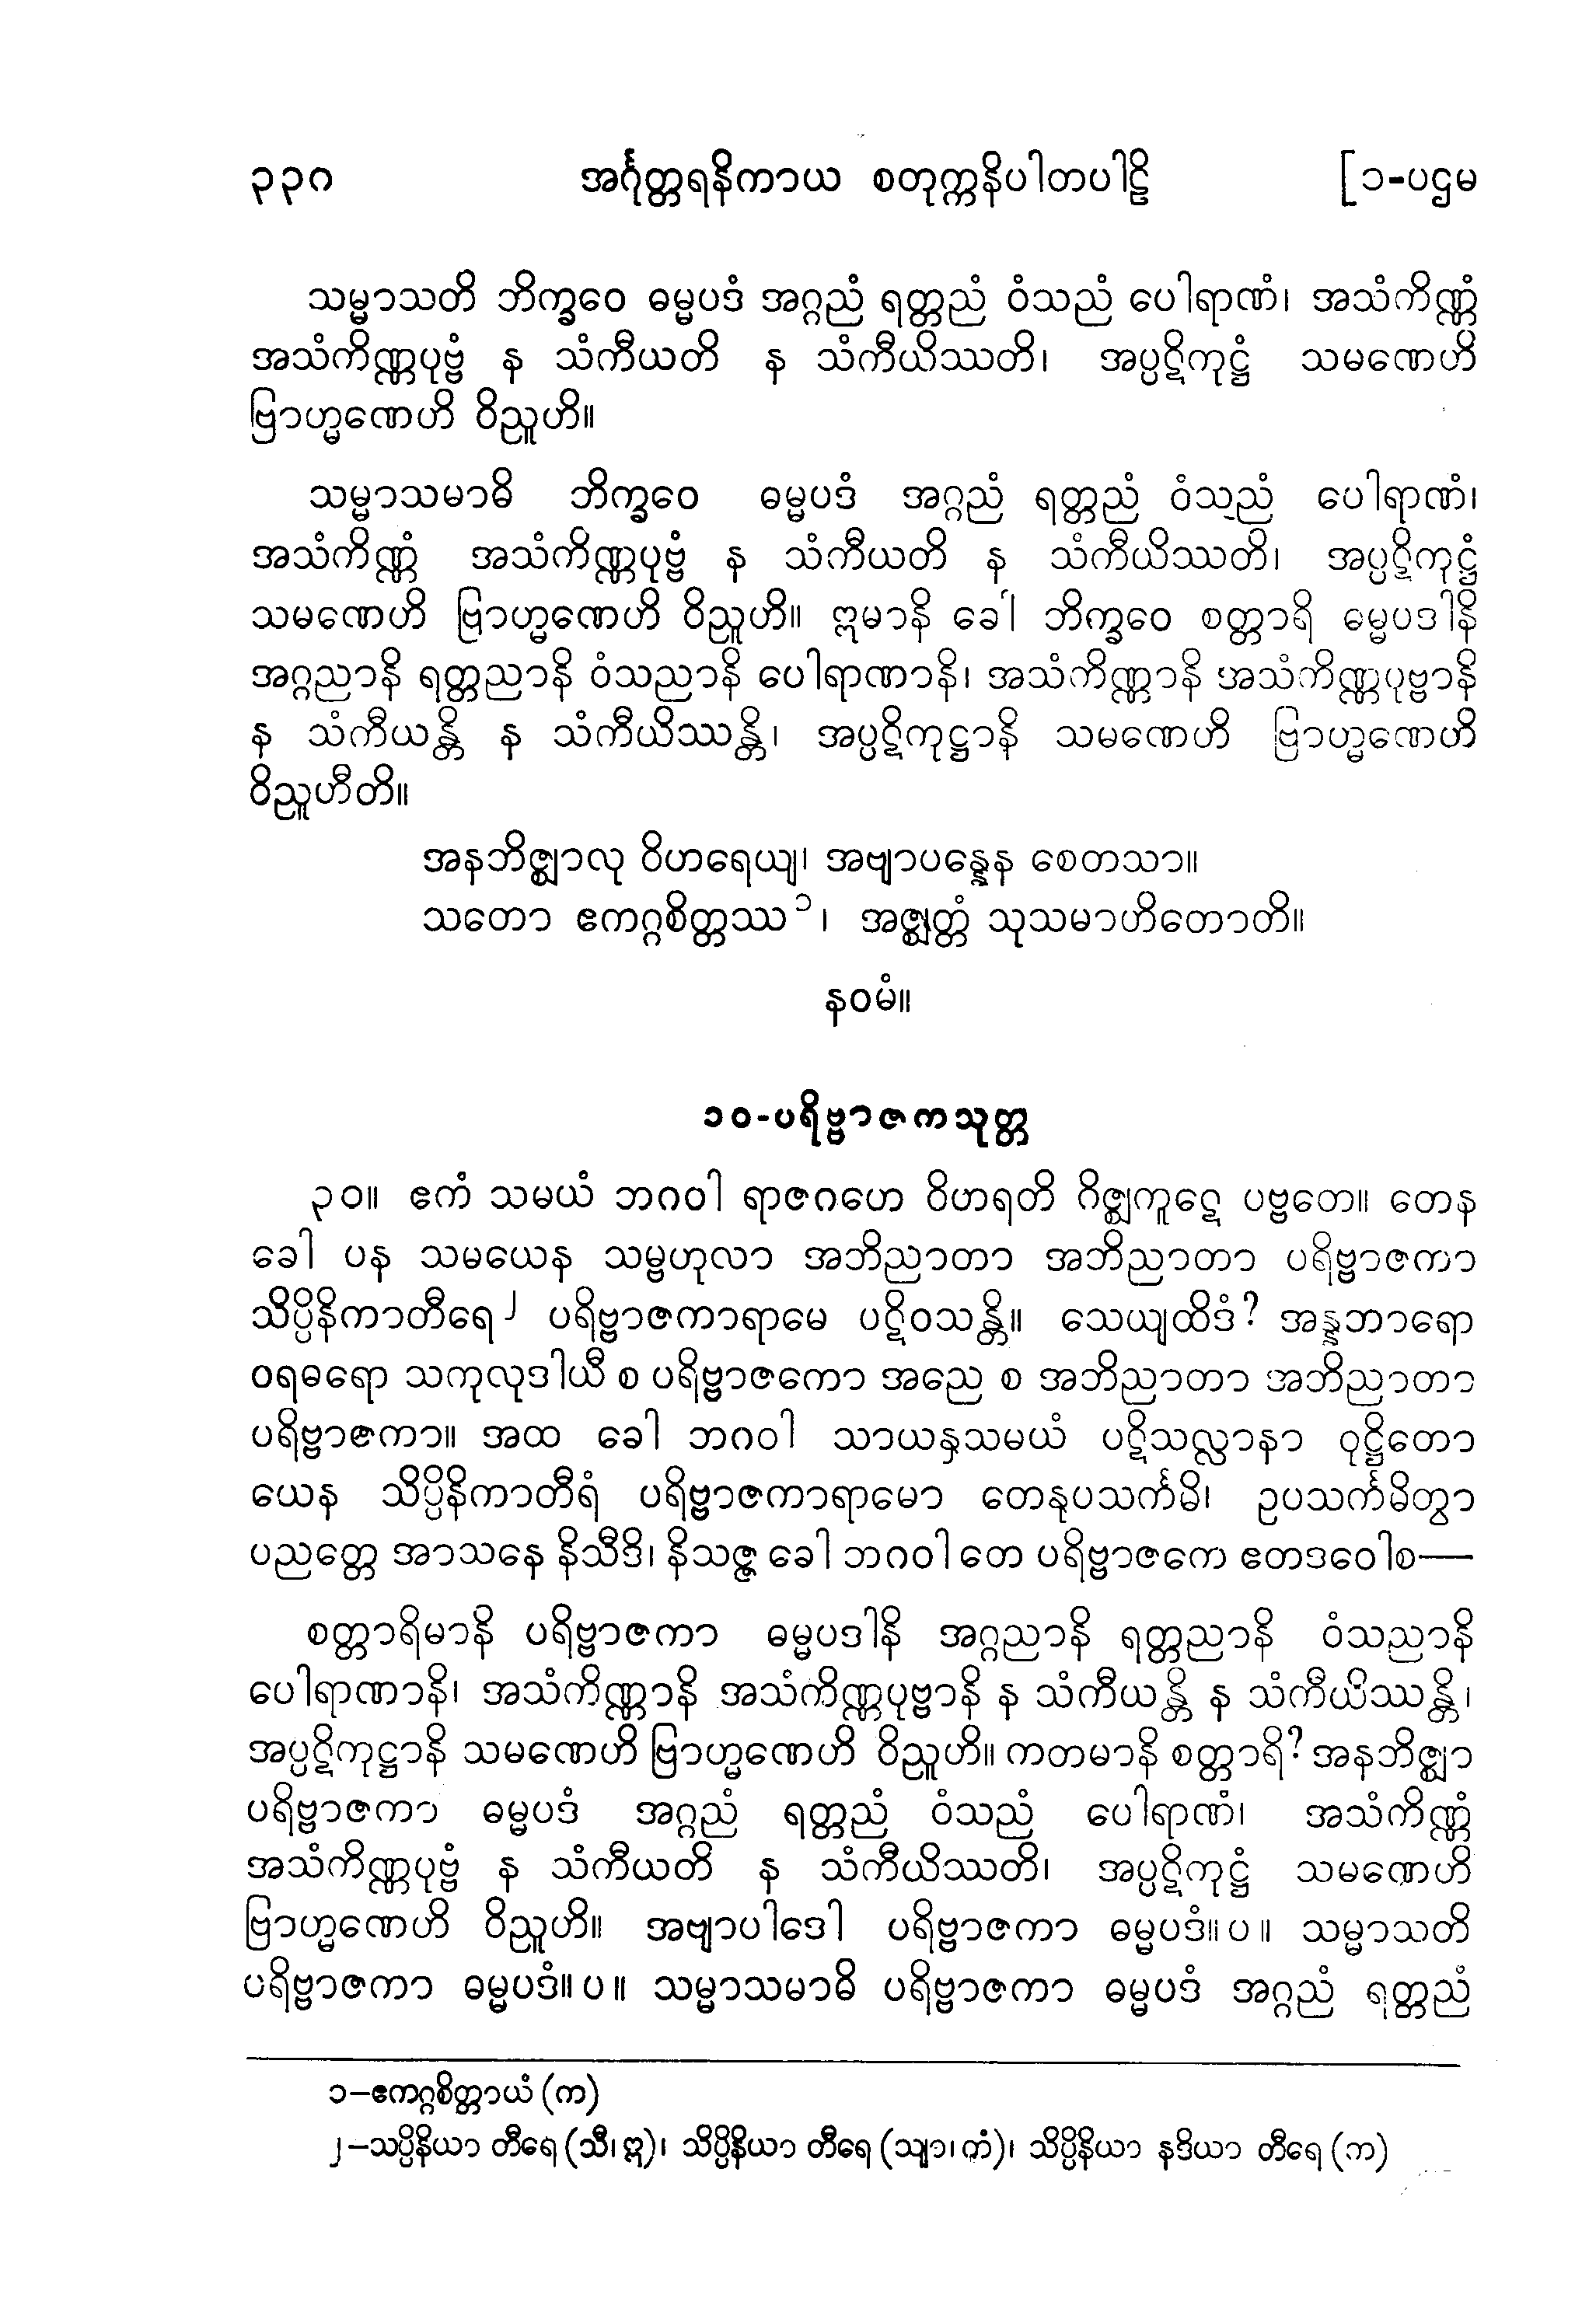 ၃၃ဂ အင်္ဂုတ္တရနိကာယ စတုက္ကနိပါတပါဠိ [၁-ပဌမ
သမ္မာသတိ ဘိက္ခဝေ ဓမ္မပဒံ အဂ္ဂညံ ရတ္တညံ ဝံသညံ ပေါရာဏံ၊ အသံကိဏ္ဏံ
အသံကိဏ္ဏပုဗ္ဗံ န သံကီယတိ န သံကီယိဿတိ၊ အပ္ပဋိကုဋ္ဌံ သမဏေဟိ
ဗြာဟ္မဏေဟိ ဝိညူဟိ။
သမ္မာသမာဓိ ဘိက္ခဝေ ဓမ္မပဒံ အဂ္ဂညံ ရတ္တညံ ဝံသညံ ပေါရာဏံ၊
အသံကိဏ္ဏံ အသံကိဏ္ဏပုဗ္ဗံ န သံကီယတိ န သံကီယိဿတိ၊ အပ္ပဋိကုဋ္ဌံ
သမဏေဟိ ဗြာဟ္မဏေဟိ ဝိညူဟိ။ ဣမာနိ ခေါ ဘိက္ခဝေ စတ္တာရိ ဓမ္မပဒါနိ
အဂ္ဂညာနိ ရတ္တညာနိ ဝံသညာနိ ပေါရာဏာနိ၊ အသံကိဏ္ဏာနိ အသံကိဏ္ဏပုဗ္ဗာနိ
န သံကီယန္တိ န သံကီယိဿန္တိ၊ အပ္ပဋိကုဋ္ဌာနိ သမဏေဟိ ဗြာဟ္မဏေဟိ
ဝိညူဟီတိ။
အနဘိဇ္ဈာလု ဝိဟရေယျ၊ အဗျာပန္နေန စေတသာ။
သတော ဧကဂ္ဂစိတ္တဿ၁၊ အဇ္ဈတ္တံ သုသမာဟိတောတိ။
နဝမံ။
၁၀-ပရိဗ္ဗာဇကသုတ္တ
၃၀။ ဧကံ သမယံ ဘဂဝါ ရာဇဂဟေ ဝိဟရတိ ဂိဇ္ဈကူဋေ ပဗ္ဗတေ။ တေန
ခေါ ပန သမယေန သမ္ဗဟုလာ အဘိညာတာ အဘိညာတာ ပရိဗ္ဗာဇကာ
သိပ္ပိနိကာတီရေ၂ ပရိဗ္ဗာဇကာရာမေ ပဋိဝသန္တိ။ သေယျထိဒံ? အန္နဘာရော
ဝရဓရော သကုလုဒါယီ စ ပရိဗ္ဗာဇကော အညေ စ အဘိညာတာ အဘိညာတာ
ပရိဗ္ဗာဇကာ။ အထ ခေါ ဘဂဝါ သာယနှသမယံ ပဋိသလ္လာနာ ဝုဋ္ဌိတော
ယေန သိပ္ပိနိကာတီရံ ပရိဗ္ဗာဇကာရာမော တေနုပသင်္ကမိ၊ ဥပသင်္ကမိတွာ
ပညတ္တေ အာသနေ နိသီဒိ၊ နိသဇ္ဇ ခေါ ဘဂဝါ တေ ပရိဗ္ဗာဇကေ ဧတဒဝေါစ—
စတ္တာရိမာနိ ပရိဗ္ဗာဇကာ ဓမ္မပဒါနိ အဂ္ဂညာနိ ရတ္တညာနိ ဝံသညာနိ
ပေါရာဏာနိ၊ အသံကိဏ္ဏာနိ အသံကိဏ္ဏပုဗ္ဗာနိ န သံကီယန္တိ န သံကီယိဿန္တိ၊
အပ္ပဋိကုဋ္ဌာနိ သမဏေဟိ ဗြာဟ္မဏေဟိ ဝိညူဟိ။ ကတမာနိ စတ္တာရိ? အနဘိဇ္ဈာ
ပရိဗ္ဗာဇကာ ဓမ္မပဒံ အဂ္ဂညံ ရတ္တညံ ဝံသညံ ပေါရာဏံ၊ အသံကိဏ္ဏံ
အသံကိဏ္ဏပုဗ္ဗံ န သံကီယတိ န သံကီယိဿတိ၊ အပ္ပဋိကုဋ္ဌံ သမဏေဟိ
ဗြာဟ္မဏေဟိ ဝိညူဟိ။ အဗျာပါဒေါ ပရိဗ္ဗာဇကာ ဓမ္မပဒံ။ပ။ သမ္မာသတိ
ပရိဗ္ဗာဇကာ ဓမ္မပဒံ။ပ။ သမ္မာသမာဓိ ပရိဗ္ဗာဇကာ ဓမ္မပဒံ အဂ္ဂညံ ရတ္တညံ
၁—ဧကဂ္ဂစိတ္တာယံ (က)
၂—သပ္ပိနိယာ တီရေ (သီ၊ ဣ)၊ သိပ္ပိနိယာ တီရေ (သျာ၊ ကံ)၊ သိပ္ပိနိယာ နဒိယာ တီရေ (က)